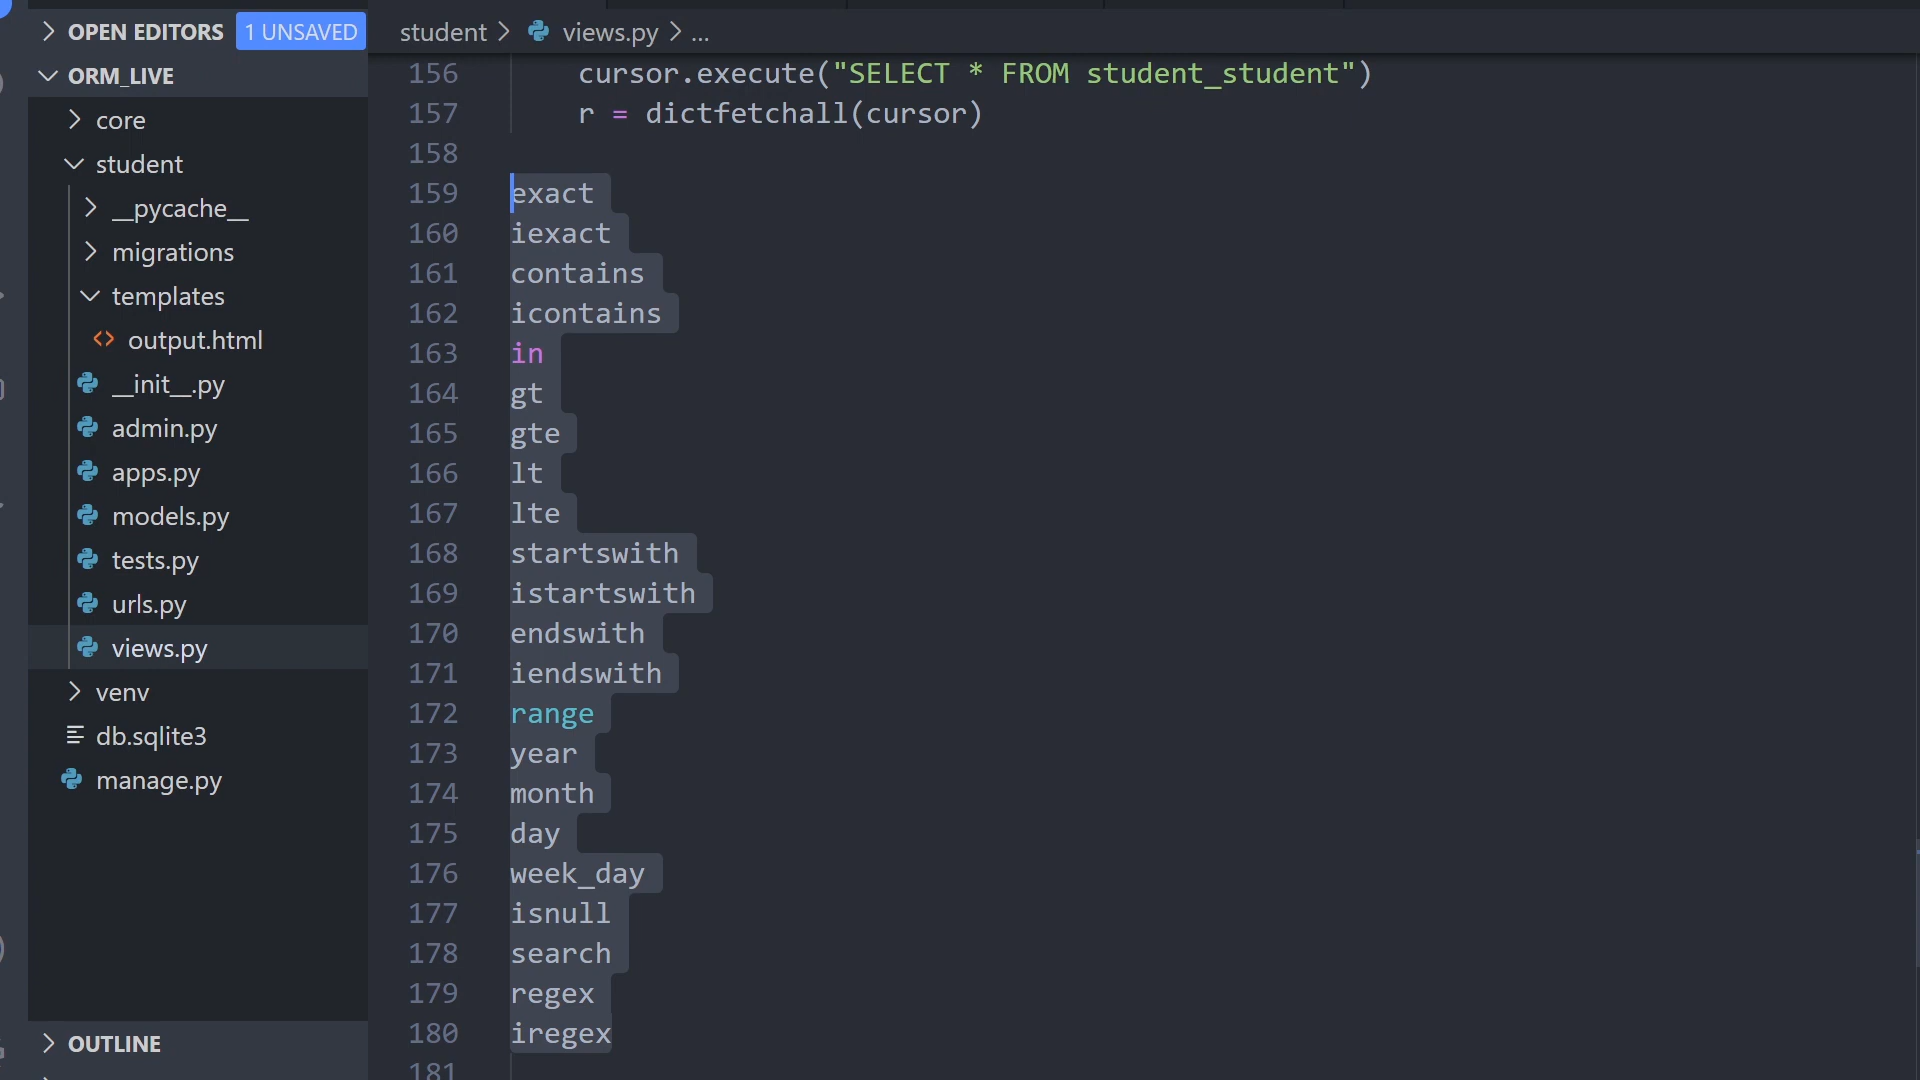 OPEN EDITORS 1 UNSAVED
ORM_LIVE
core
student
__pycache__
migrations
templates
<> output.html
__init__.py
admin.py
apps.py
models.py
tests.py
urls.py
views.py
venv
db.sqlite3
manage.py
OUTLINE
student > views.py > ...
156 cursor.execute("SELECT * FROM student_student")
157 r = dictfetchall(cursor)
158
159 exact
160 iexact
161 contains
162 icontains
163 in
164 gt
165 gte
166 lt
167 lte
168 startswith
169 istartswith
170 endswith
171 iendswith
172 range
173 year
174 month
175 day
176 week_day
177 isnull
178 search
179 regex
180 iregex
181